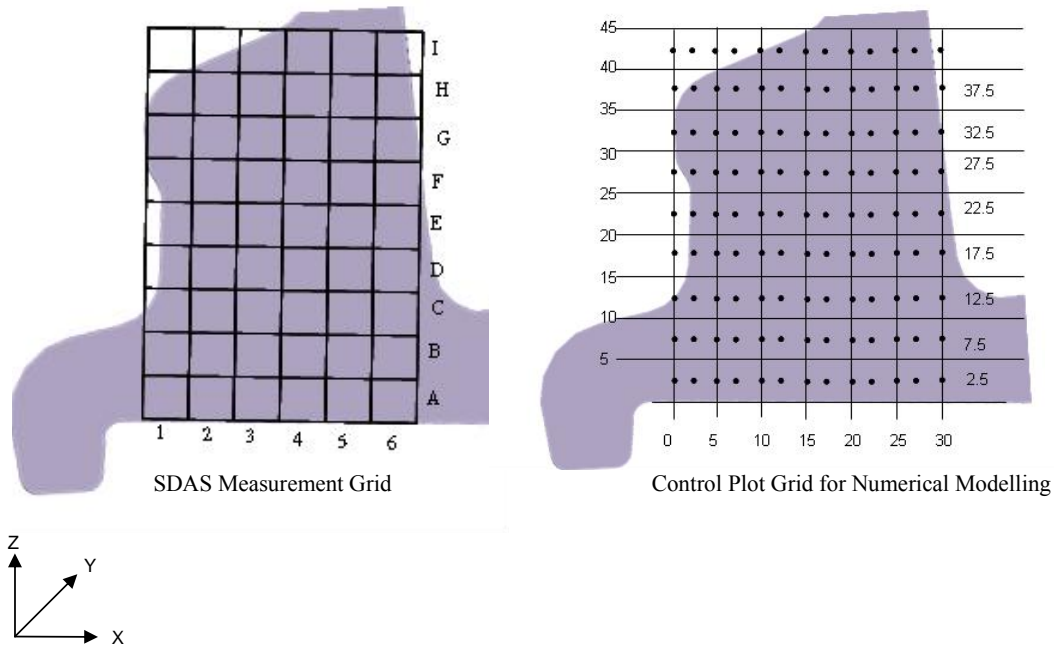 I
H
G
F
E
D
C
B
A
1 2 3 4 5 6
SDAS Measurement Grid
45
40
35
30
25
20
15
10
5
37.5
32.5
27.5
22.5
17.5
12.5
7.5
2.5
0 5 10 15 20 25 30
Control Plot Grid for Numerical Modelling
Z
Y
X